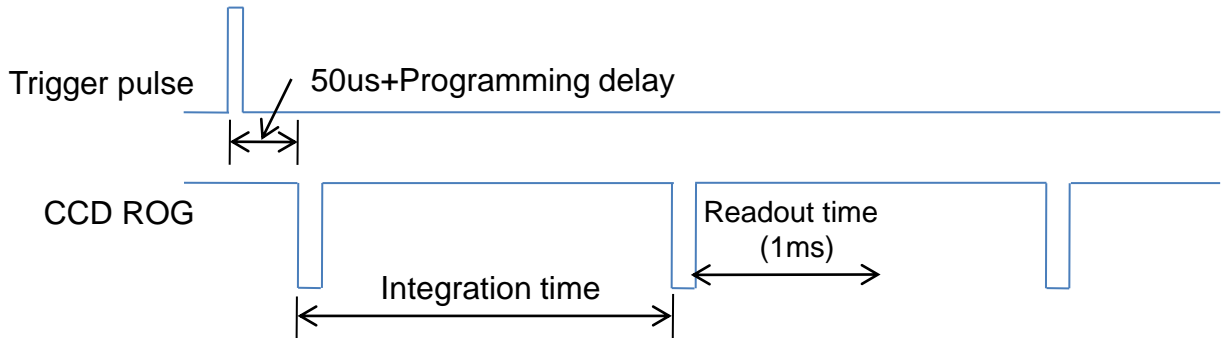 Trigger pulse
50us+Programming delay
CCD ROG
Readout time
(1ms)
Integration time